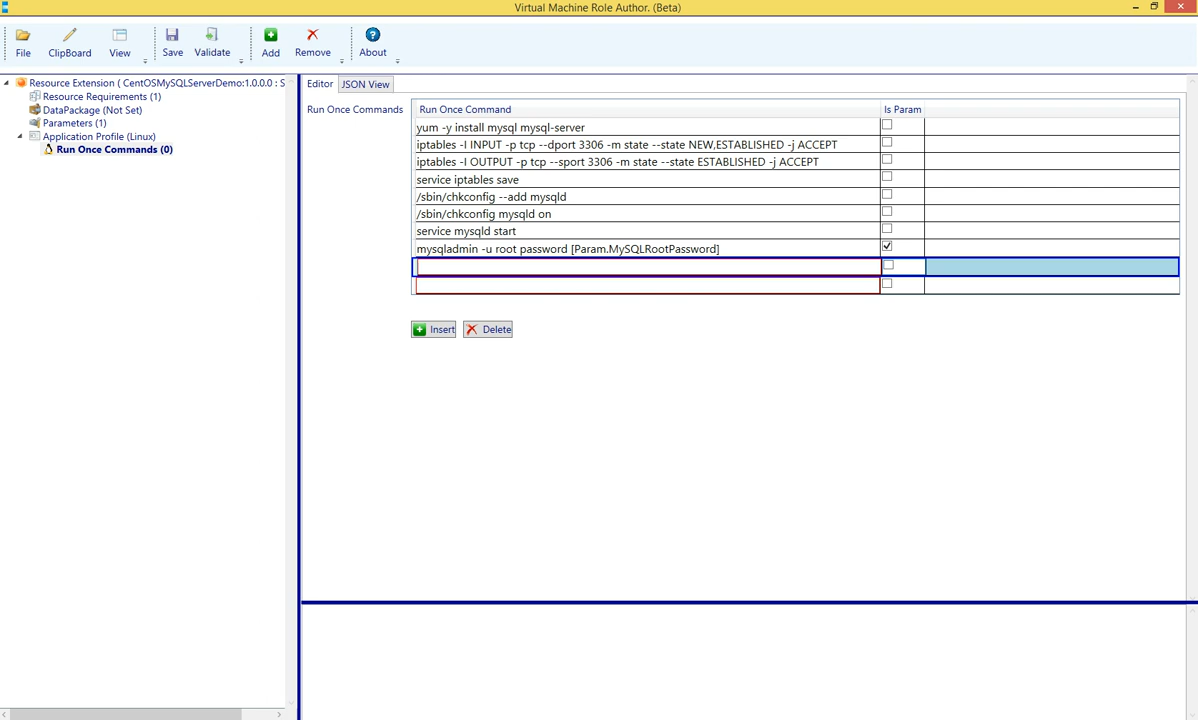 Virtual Machine Role Author. (Beta)
File ClipBoard View Save Validate Add Remove About
Resource Extension ( CentOSMySQLServerDemo:1.0.0.0 : S
Resource Requirements (1)
DataPackage (Not Set)
Parameters (1)
Application Profile (Linux)
Run Once Commands (0)
Editor JSON View
Run Once Commands
Run Once Command Is Param
yum -y install mysql mysql-server
iptables -I INPUT -p tcp --dport 3306 -m state --state NEW,ESTABLISHED -j ACCEPT
iptables -I OUTPUT -p tcp --sport 3306 -m state --state ESTABLISHED -j ACCEPT
service iptables save
/sbin/chkconfig --add mysqld
/sbin/chkconfig mysqld on
service mysqld start
mysqladmin -u root password [Param.MySQLRootPassword]
Insert Delete